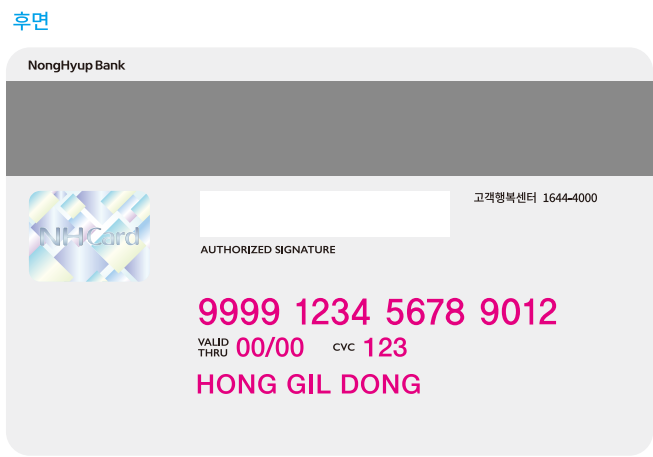 후면
NongHyup Bank
고객행복센터 1644-4000
NHCard
AUTHORIZED SIGNATURE
9999 1234 5678 9012
VALID THRU 00/00 CVC 123
HONG GIL DONG